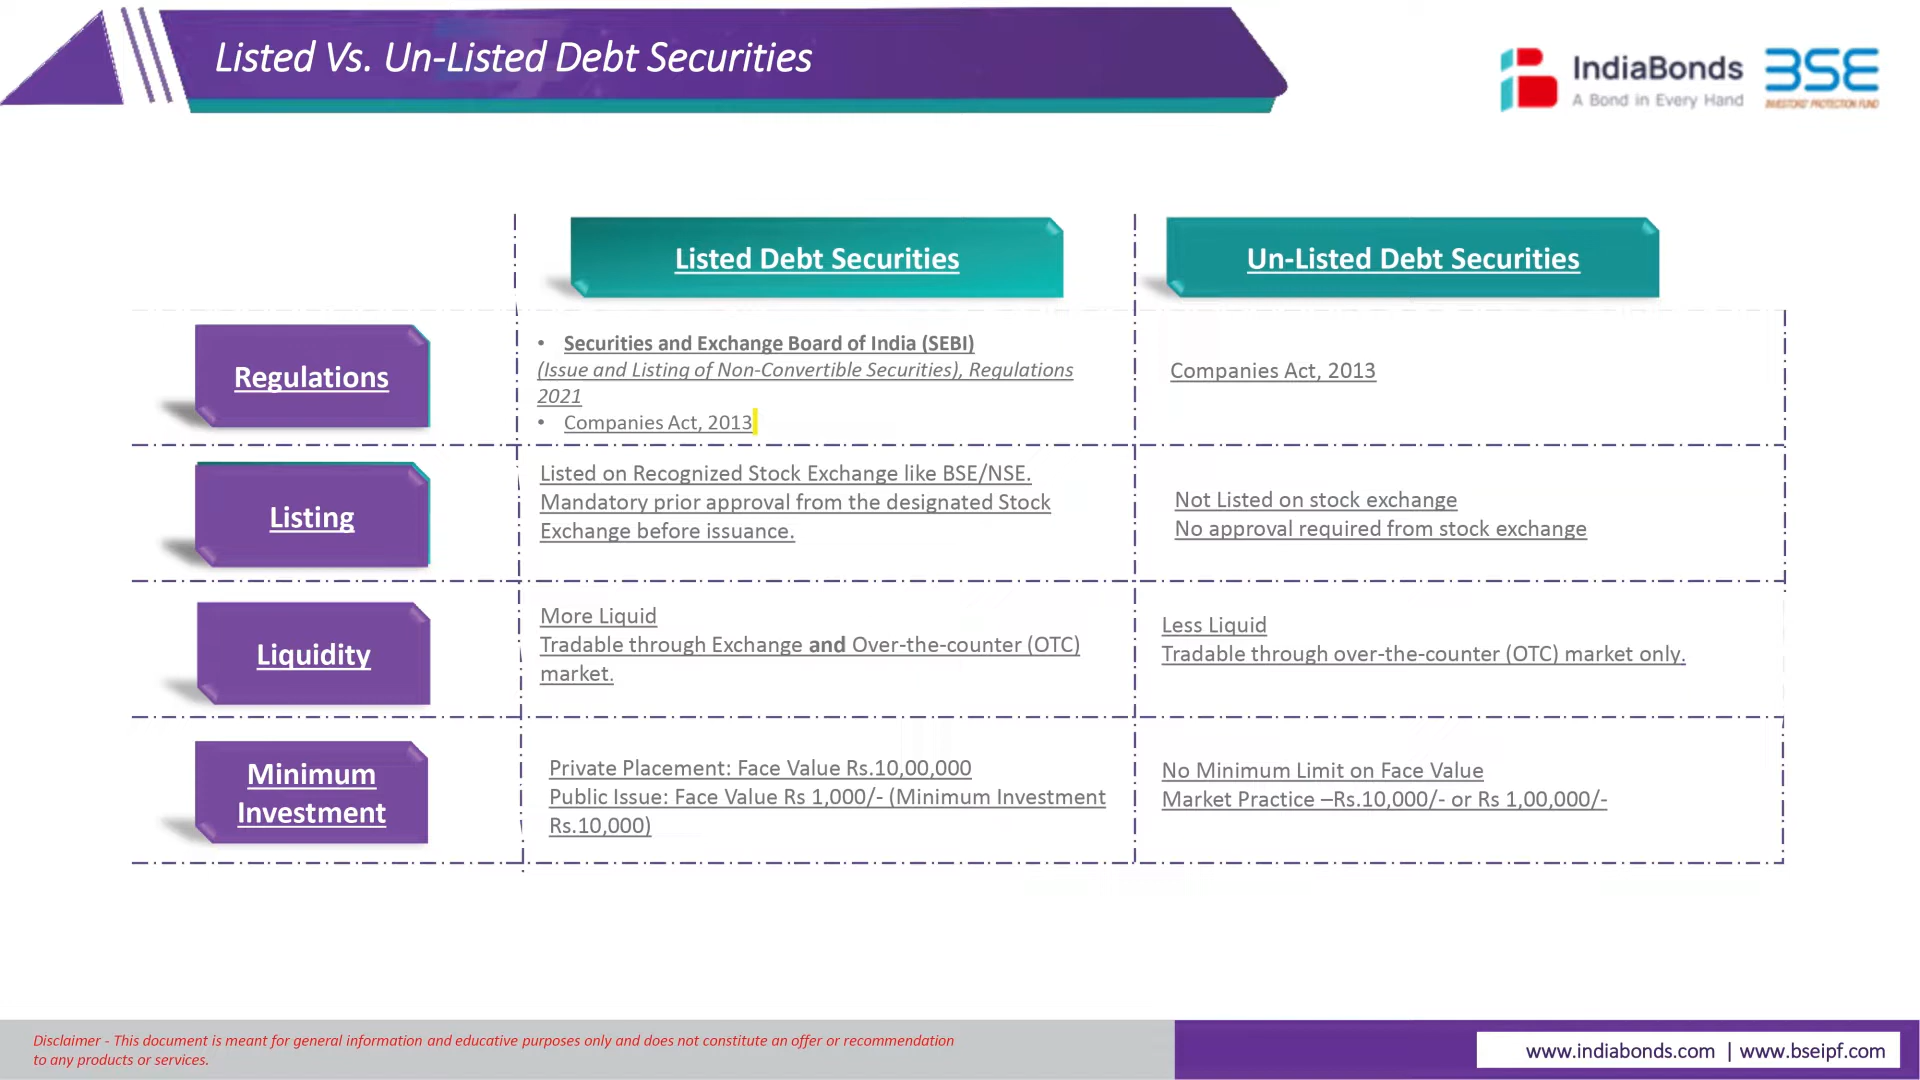 Listed Vs. Un-Listed Debt Securities
IndiaBonds
A Bond in Every Hand
BSE
INVESTORS' PROTECTION FUND
Listed Debt Securities
Un-Listed Debt Securities
Regulations
• Securities and Exchange Board of India (SEBI)
(Issue and Listing of Non-Convertible Securities), Regulations
2021
• Companies Act, 2013
Companies Act, 2013
Listing
Listed on Recognized Stock Exchange like BSE/NSE.
Mandatory prior approval from the designated Stock
Exchange before issuance.
Not Listed on stock exchange
No approval required from stock exchange
Liquidity
More Liquid
Tradable through Exchange and Over-the-counter (OTC)
market.
Less Liquid
Tradable through over-the-counter (OTC) market only.
Minimum
Investment
Private Placement: Face Value Rs.10,00,000
Public Issue: Face Value Rs 1,000/- (Minimum Investment
Rs.10,000)
No Minimum Limit on Face Value
Market Practice –Rs.10,000/- or Rs 1,00,000/-
Disclaimer - This document is meant for general information and educative purposes only and does not constitute an offer or recommendation
to any products or services.
www.indiabonds.com | www.bseipf.com